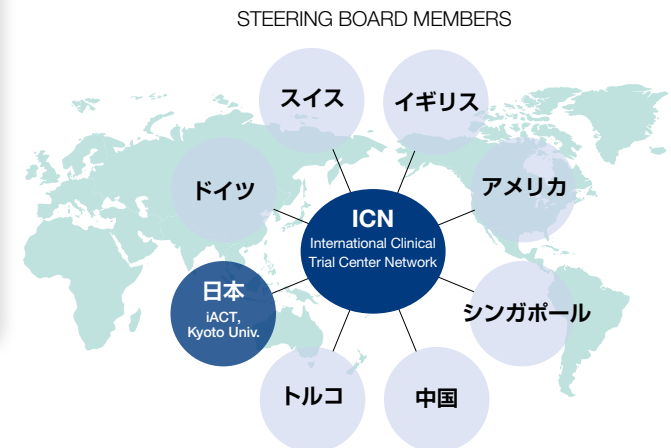 STEERING BOARD MEMBERS
スイス
イギリス
ドイツ
アメリカ
ICN
International Clinical
Trial Center Network
日本
iACT,
Kyoto Univ.
シンガポール
トルコ
中国